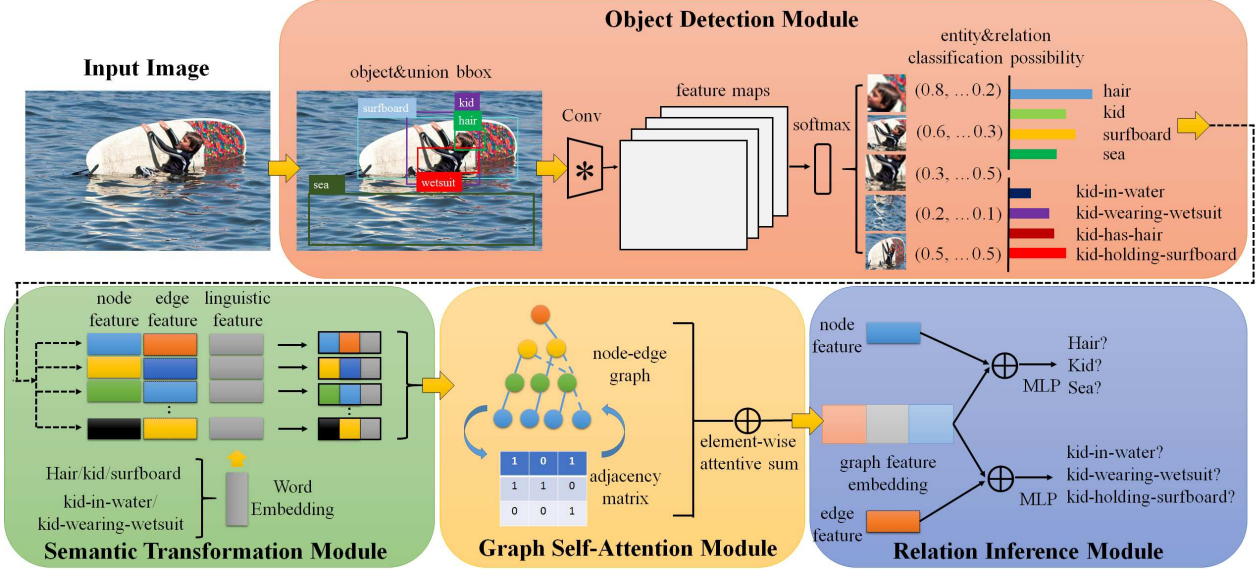 Object Detection Module
Input Image
object&union bbox
surfboard
kid
hair
wetsuit
sea
Conv
*
feature maps
softmax
entity&relation
classification possibility
(0.8, ...0.2)
(0.6, ...0.3)
(0.3, ...0.5)
(0.2, ...0.1)
(0.5, ...0.5)
hair
kid
surfboard
sea
kid-in-water
kid-wearing-wetsuit
kid-has-hair
kid-holding-surfboard
node
feature
edge
feature
linguistic
feature
Hair/kid/surfboard
kid-in-water/
kid-wearing-wetsuit
Word
Embedding
Semantic Transformation Module
node-edge
graph
1 0 1
1 1 0
0 0 1
adjacency
matrix
element-wise
attentive sum
Graph Self-Attention Module
node
feature
graph feature
embedding
edge
feature
MLP
Hair?
Kid?
Sea?
MLP
kid-in-water?
kid-wearing-wetsuit?
kid-holding-surfboard?
Relation Inference Module